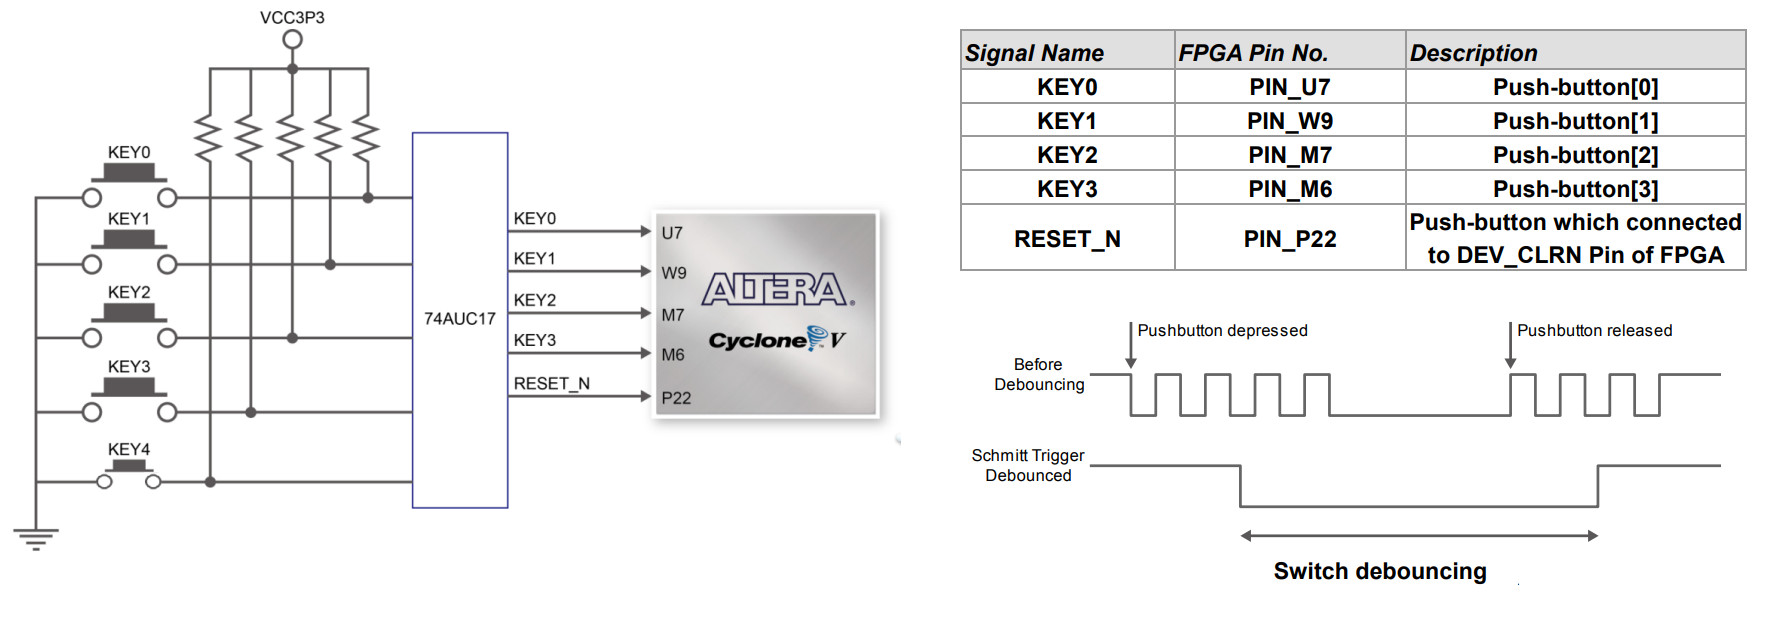 VCC3P3
KEY0
KEY1
KEY2
KEY3
KEY4
74AUC17
KEY0
KEY1
KEY2
KEY3
RESET_N
U7
W9
M7
M6
P22
ALTERA®
Cyclone™ V
Signal Name FPGA Pin No. Description
KEY0 PIN_U7 Push-button[0]
KEY1 PIN_W9 Push-button[1]
KEY2 PIN_M7 Push-button[2]
KEY3 PIN_M6 Push-button[3]
RESET_N PIN_P22 Push-button which connected
to DEV_CLRN Pin of FPGA
Pushbutton depressed
Pushbutton released
Before
Debouncing
Schmitt Trigger
Debounced
Switch debouncing